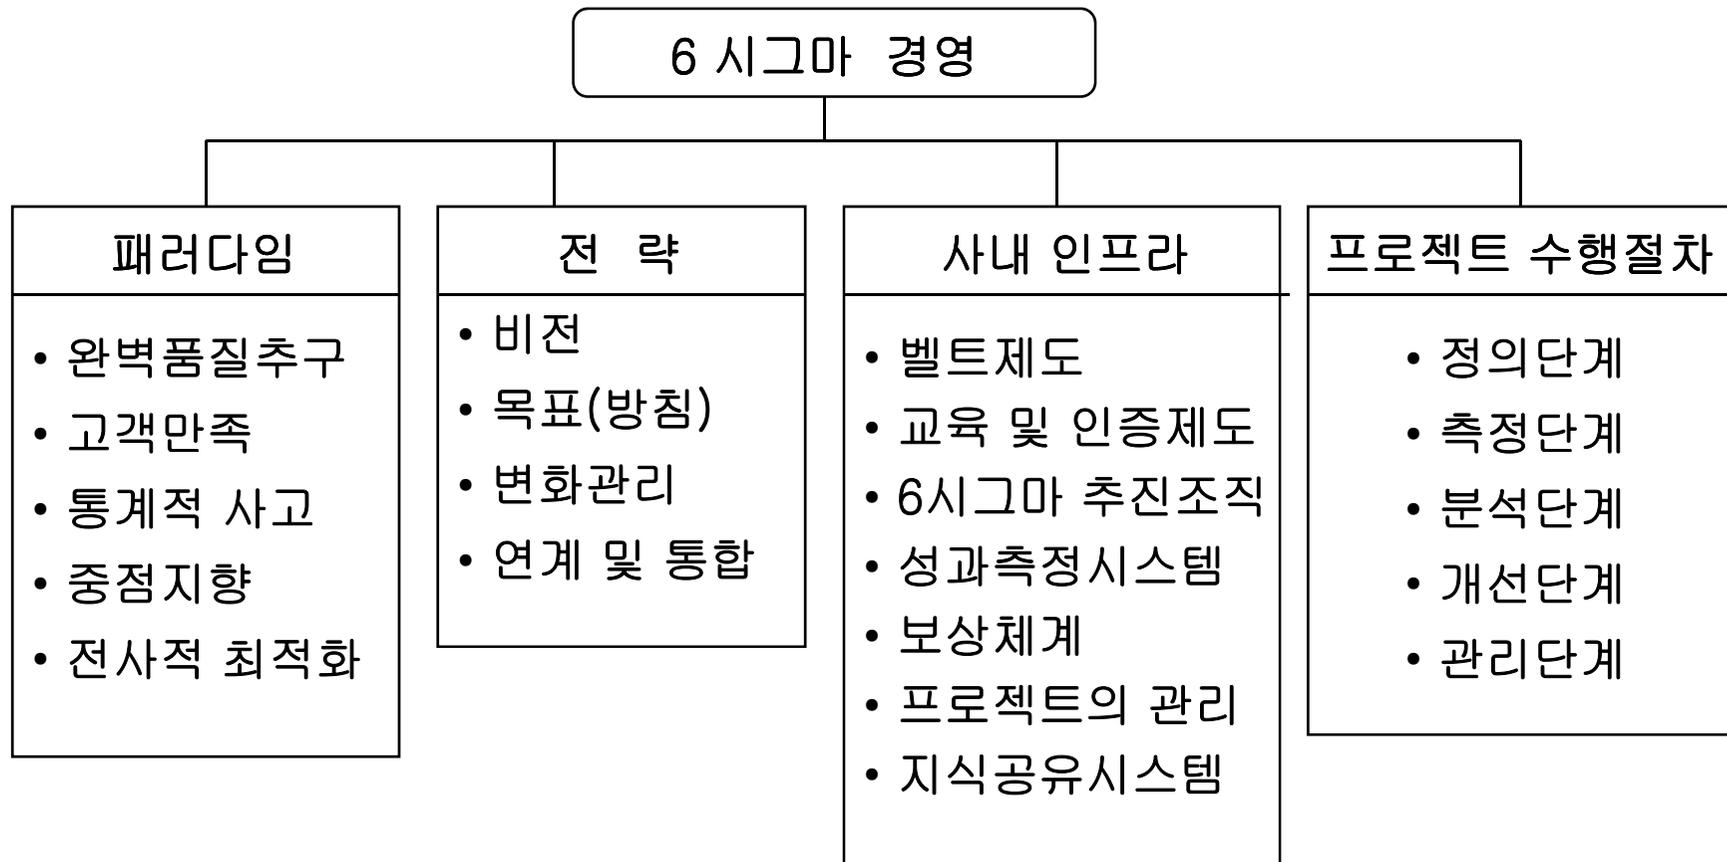 6 시그마 경영
패러다임
• 완벽품질추구
• 고객만족
• 통계적 사고
• 중점지향
• 전사적 최적화
전 략
• 비전
• 목표(방침)
• 변화관리
• 연계 및 통합
사내 인프라
• 벨트제도
• 교육 및 인증제도
• 6시그마 추진조직
• 성과측정시스템
• 보상체계
• 프로젝트의 관리
• 지식공유시스템
프로젝트 수행절차
• 정의단계
• 측정단계
• 분석단계
• 개선단계
• 관리단계